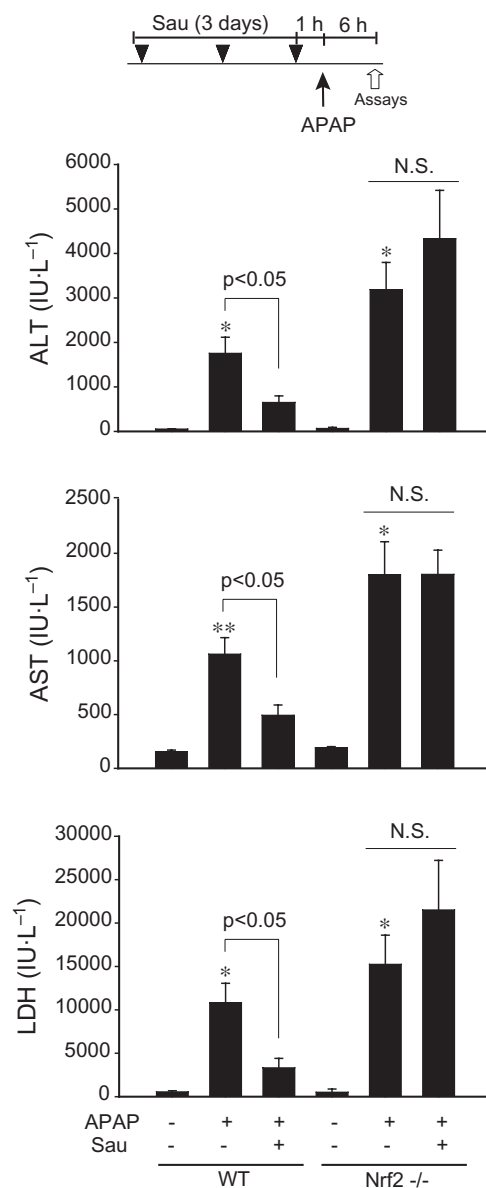 Sau (3 days) 1 h 6 h
Assays
APAP
6000
5000
4000
3000
2000
1000
0
ALT (IU·L−1)
*
p<0.05
*
N.S.
2500
2000
1500
1000
500
0
AST (IU·L−1)
**
p<0.05
*
N.S.
30000
25000
20000
15000
10000
5000
0
LDH (IU·L−1)
*
p<0.05
*
N.S.
APAP - + + - + +
Sau - - + - - +
WT Nrf2 -/-